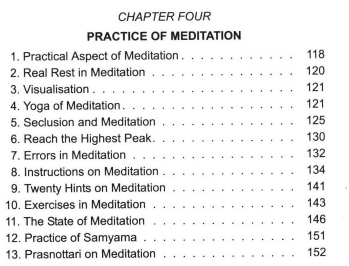 CHAPTER FOUR
PRACTICE OF MEDITATION
1. Practical Aspect of Meditation . . . . . . . . . . . . 118
2. Real Rest in Meditation . . . . . . . . . . . . . . . 120
3. Visualisation . . . . . . . . . . . . . . . . . . . . 121
4. Yoga of Meditation . . . . . . . . . . . . . . . . . . 121
5. Seclusion and Meditation . . . . . . . . . . . . . . 125
6. Reach the Highest Peak . . . . . . . . . . . . . . . 130
7. Errors in Meditation . . . . . . . . . . . . . . . . . 132
8. Instructions on Meditation . . . . . . . . . . . . . . 134
9. Twenty Hints on Meditation . . . . . . . . . . . . . 141
10. Exercises in Meditation . . . . . . . . . . . . . . . 143
11. The State of Meditation . . . . . . . . . . . . . . . 146
12. Practice of Samyama . . . . . . . . . . . . . . . . 151
13. Prasnottari on Meditation . . . . . . . . . . . . . . 152